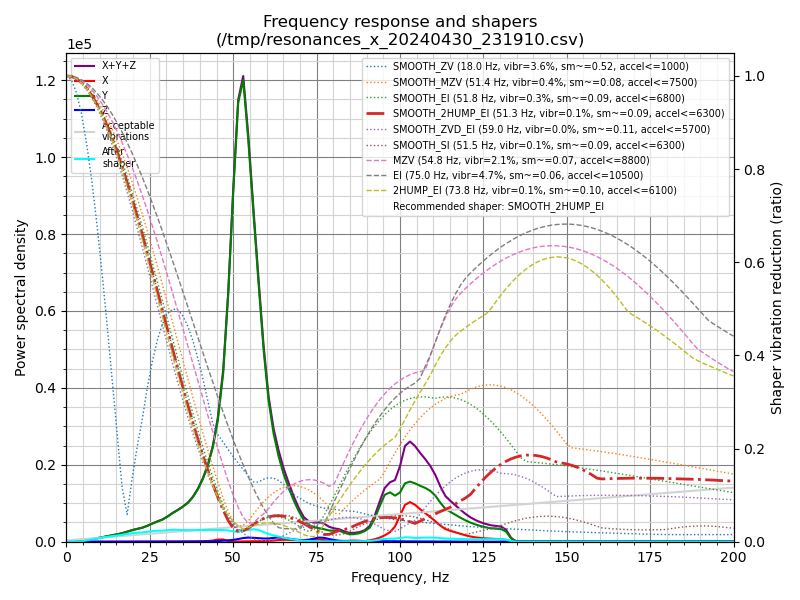 Frequency response and shapers
(/tmp/resonances_x_20240430_231910.csv)
1e5
X+Y+Z
X
Y
Z
Acceptable
vibrations
After
shaper
SMOOTH_ZV (18.0 Hz, vibr=3.6%, sm~=0.52, accel<=1000)
SMOOTH_MZV (51.4 Hz, vibr=0.4%, sm~=0.08, accel<=7500)
SMOOTH_EI (51.8 Hz, vibr=0.3%, sm~=0.09, accel<=6800)
SMOOTH_2HUMP_EI (51.3 Hz, vibr=0.1%, sm~=0.09, accel<=6300)
SMOOTH_ZVD_EI (59.0 Hz, vibr=0.0%, sm~=0.11, accel<=5700)
SMOOTH_SI (51.5 Hz, vibr=0.1%, sm~=0.09, accel<=6300)
MZV (54.8 Hz, vibr=2.1%, sm~=0.07, accel<=8800)
EI (75.0 Hz, vibr=4.7%, sm~=0.06, accel<=10500)
2HUMP_EI (73.8 Hz, vibr=0.1%, sm~=0.10, accel<=6100)
Recommended shaper: SMOOTH_2HUMP_EI
Power spectral density
1.2
1.0
0.8
0.6
0.4
0.2
0.0
0 25 50 75 100 125 150 175 200
Frequency, Hz
1.0
0.8
0.6
0.4
0.2
0.0
Shaper vibration reduction (ratio)